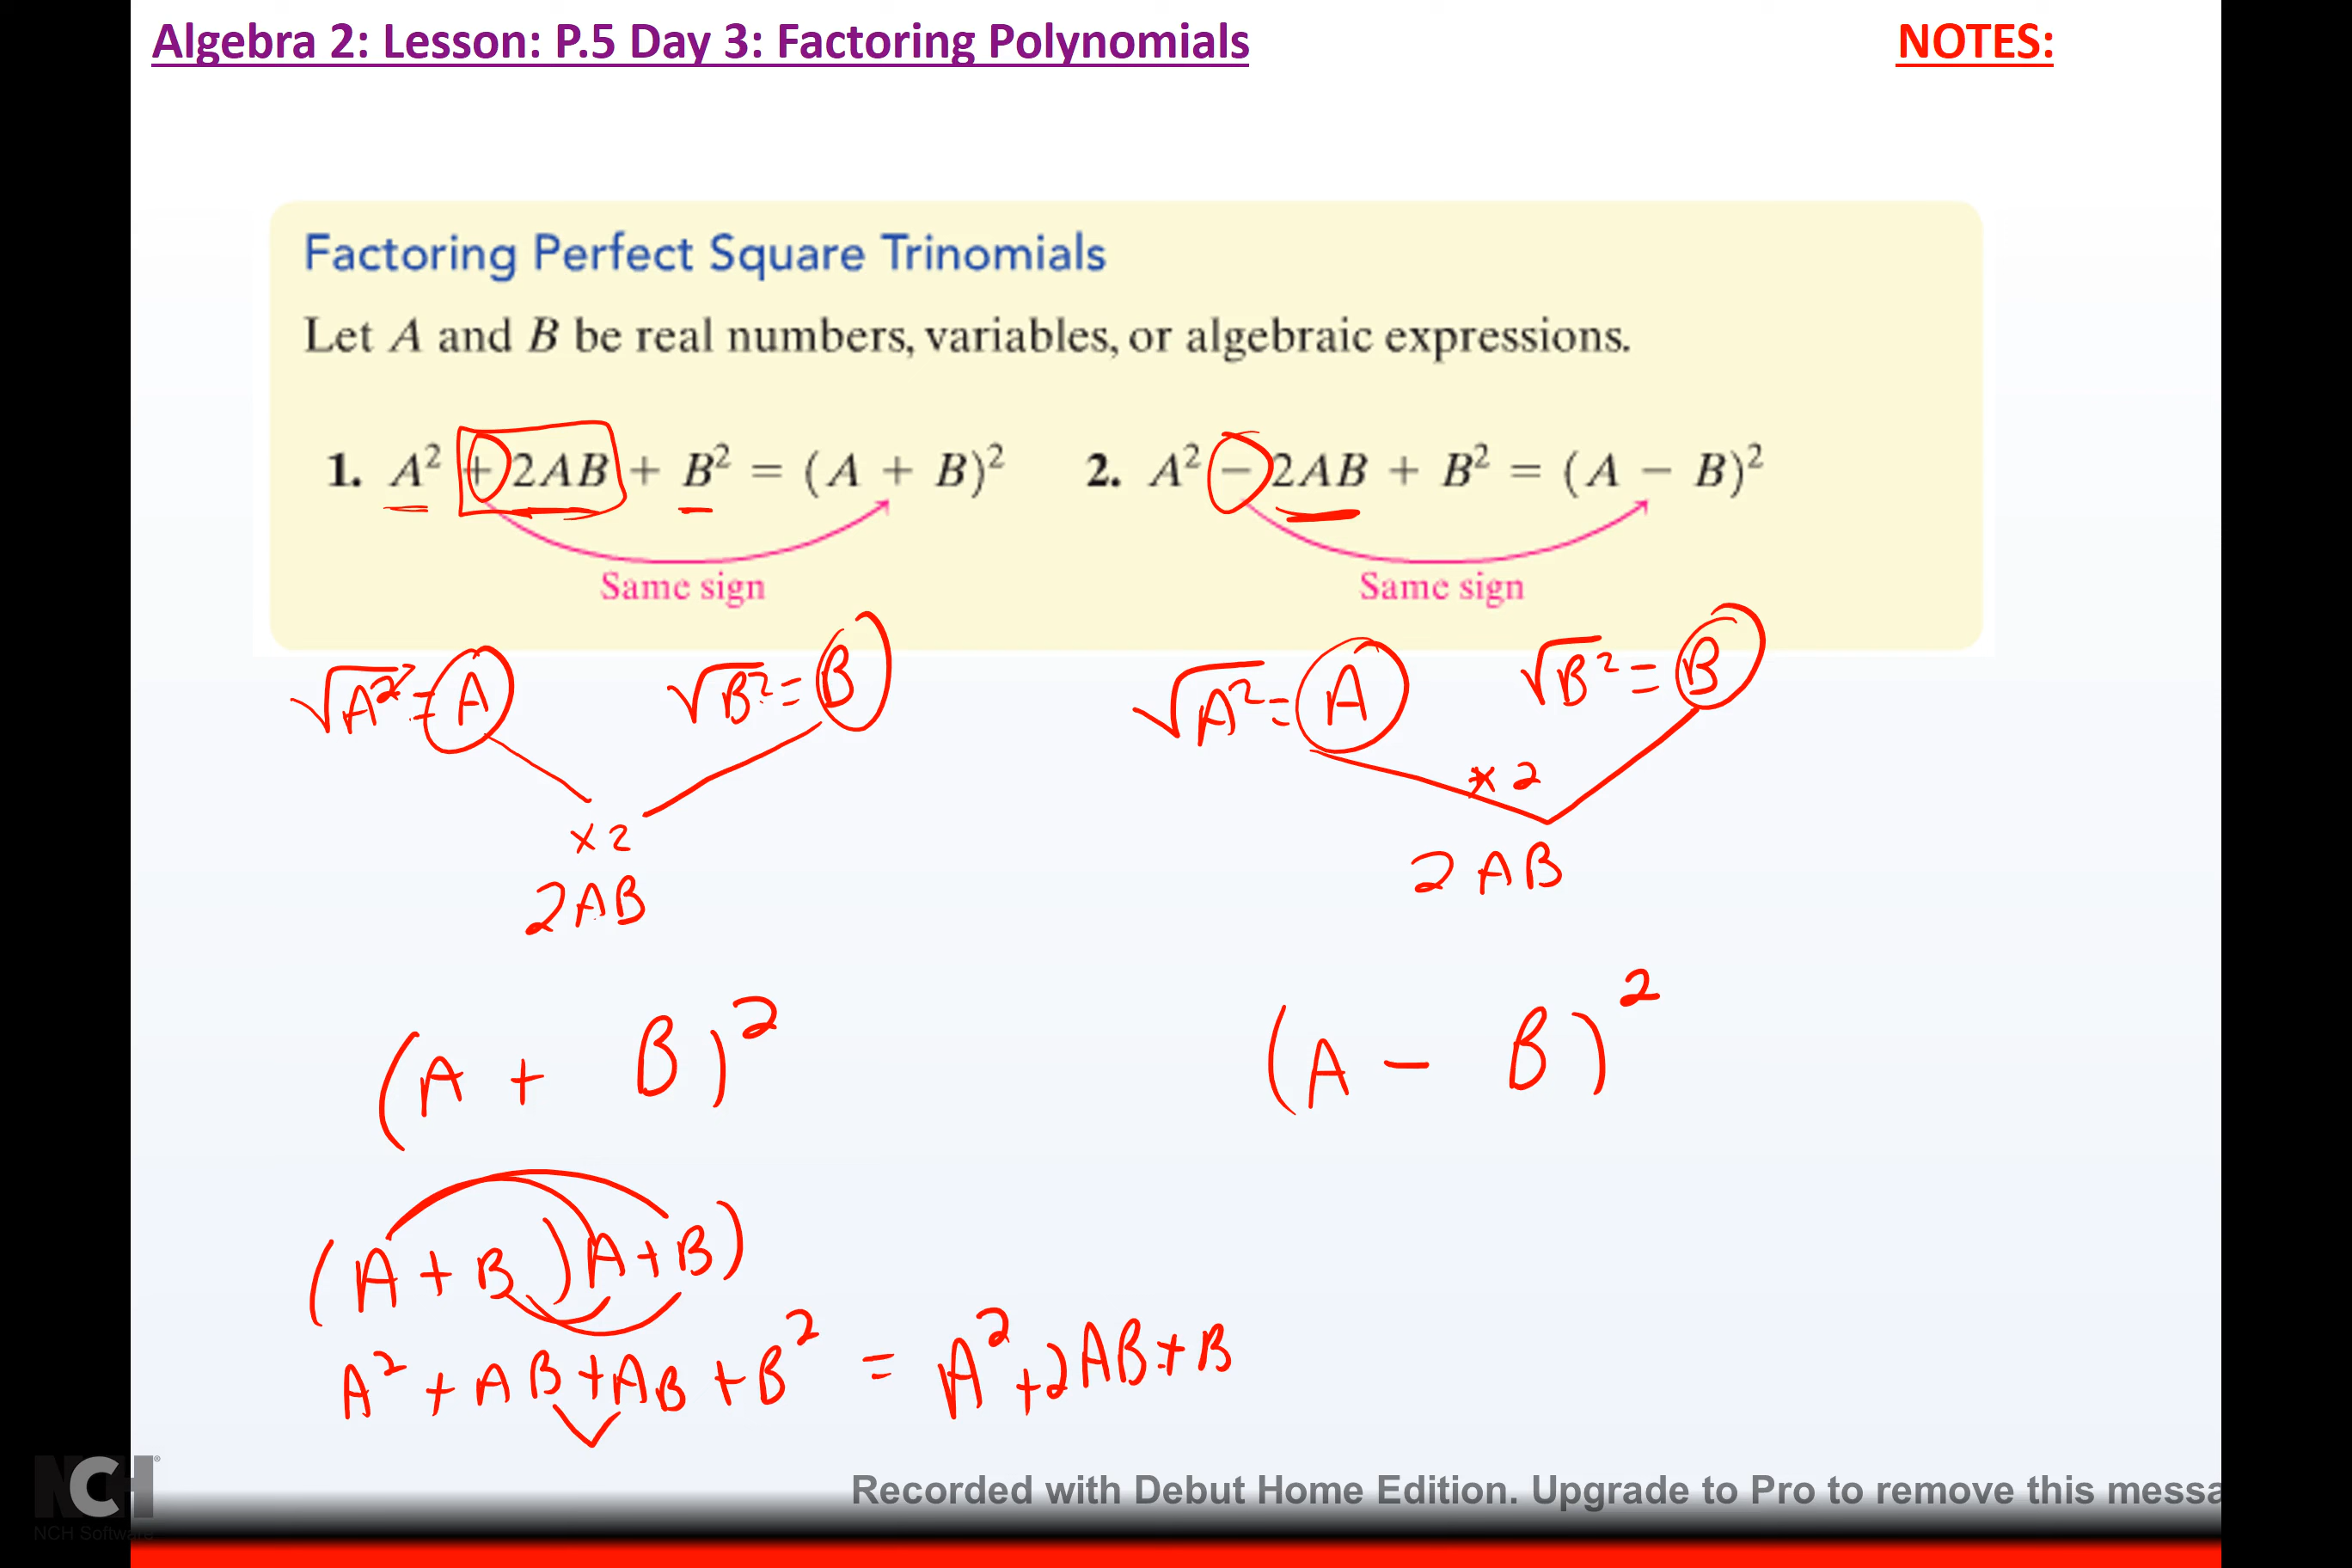 Algebra 2: Lesson: P.5 Day 3: Factoring Polynomials NOTES:
Factoring Perfect Square Trinomials
Let A and B be real numbers, variables, or algebraic expressions.
1. A² + 2AB + B² = (A + B)² 2. A² − 2AB + B² = (A − B)²
Same sign Same sign
√A² = A √B² = B √A² = A √B² = B
× 2 × 2
2AB 2AB
(A + B)² (A − B)²
(A + B)(A + B)
A² + AB + AB + B² = A² + 2AB + B
NCH®
NCH Software
Recorded with Debut Home Edition. Upgrade to Pro to remove this messa